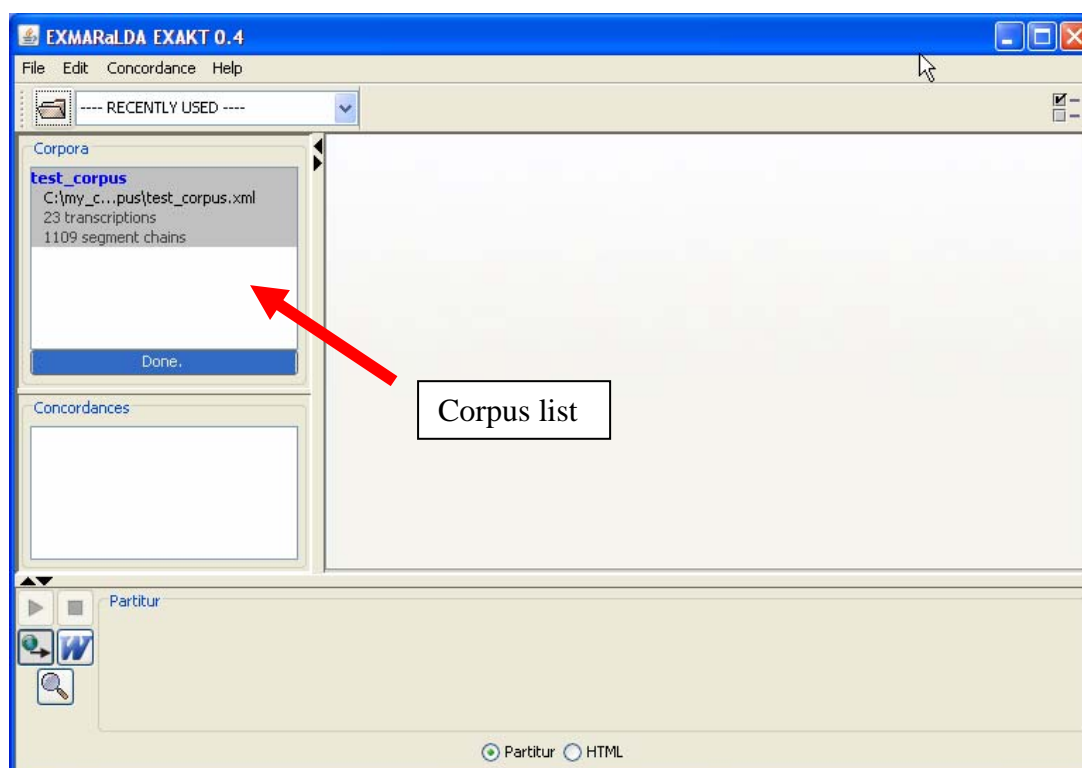 EXMARaLDA EXAKT 0.4
File Edit Concordance Help
---- RECENTLY USED ----
Corpora
test_corpus
C:\my_c...pus\test_corpus.xml
23 transcriptions
1109 segment chains
Done.
Corpus list
Concordances
Partitur
W
Partitur HTML